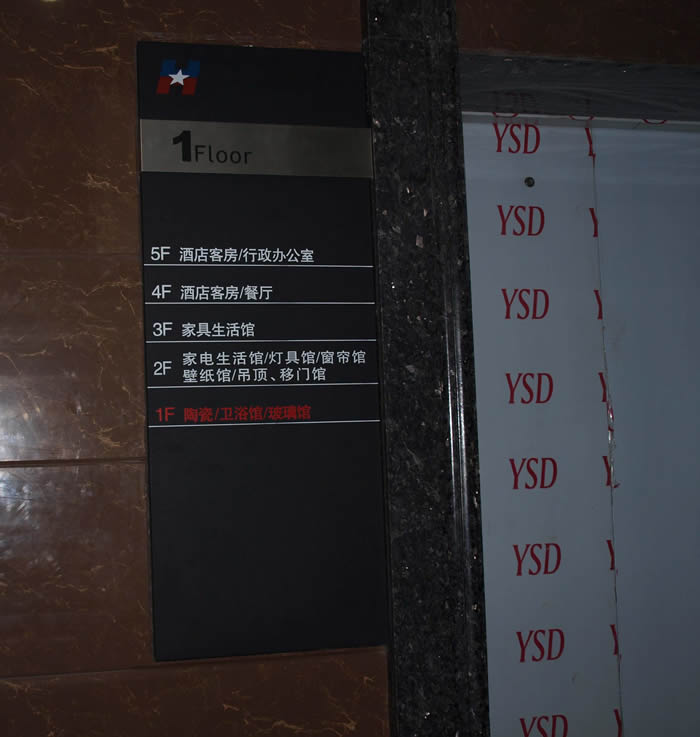 H
1 Floor
5F 酒店客房/行政办公室
4F 酒店客房/餐厅
3F 家具生活馆
2F 家电生活馆/灯具馆/窗帘馆
壁纸馆/吊顶、移门馆
1F 陶瓷/卫浴馆/玻璃馆
YSD
YSD
YSD
YSD
YSD
YSD
YSD
YSD